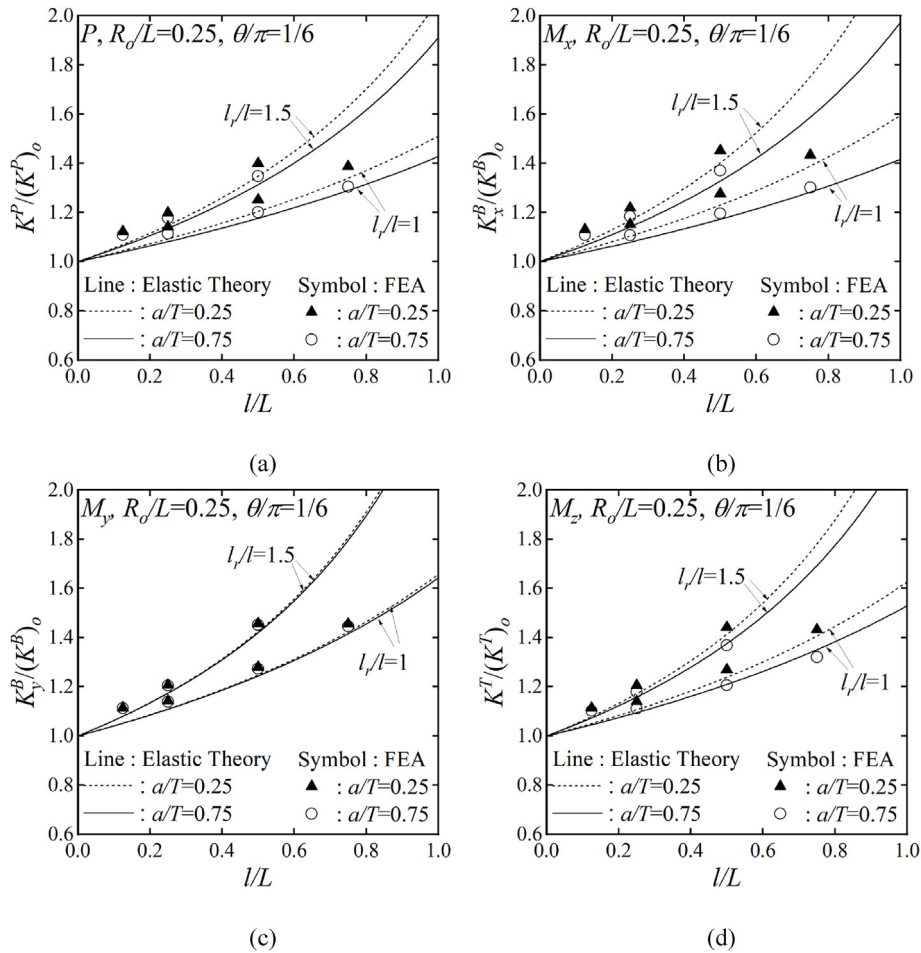 P, R_o/L=0.25, θ/π=1/6
2.0
1.8
1.6
1.4
1.2
1.0
0.8
0.6
K^P/(K^P)_o
l_r/l=1.5
l_r/l=1
Line : Elastic Theory Symbol : FEA
: a/T=0.25 : a/T=0.25
: a/T=0.75 : a/T=0.75
0.0 0.2 0.4 0.6 0.8 1.0
l/L
(a)
M_x, R_o/L=0.25, θ/π=1/6
2.0
1.8
1.6
1.4
1.2
1.0
0.8
0.6
K_x^B/(K^B)_o
l_r/l=1.5
l_r/l=1
Line : Elastic Theory Symbol : FEA
: a/T=0.25 : a/T=0.25
: a/T=0.75 : a/T=0.75
0.0 0.2 0.4 0.6 0.8 1.0
l/L
(b)
M_y, R_o/L=0.25, θ/π=1/6
2.0
1.8
1.6
1.4
1.2
1.0
0.8
0.6
K_y^B/(K^B)_o
l_r/l=1.5
l_r/l=1
Line : Elastic Theory Symbol : FEA
: a/T=0.25 : a/T=0.25
: a/T=0.75 : a/T=0.75
0.0 0.2 0.4 0.6 0.8 1.0
l/L
(c)
M_z, R_o/L=0.25, θ/π=1/6
2.0
1.8
1.6
1.4
1.2
1.0
0.8
0.6
K^T/(K^T)_o
l_r/l=1.5
l_r/l=1
Line : Elastic Theory Symbol : FEA
: a/T=0.25 : a/T=0.25
: a/T=0.75 : a/T=0.75
0.0 0.2 0.4 0.6 0.8 1.0
l/L
(d)